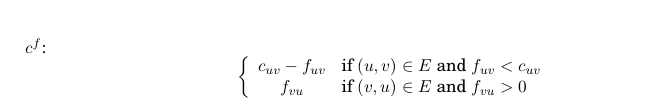 c^f:
c_{uv} − f_{uv} if (u, v) ∈ E and f_{uv} < c_{uv}
f_{vu} if (v, u) ∈ E and f_{vu} > 0